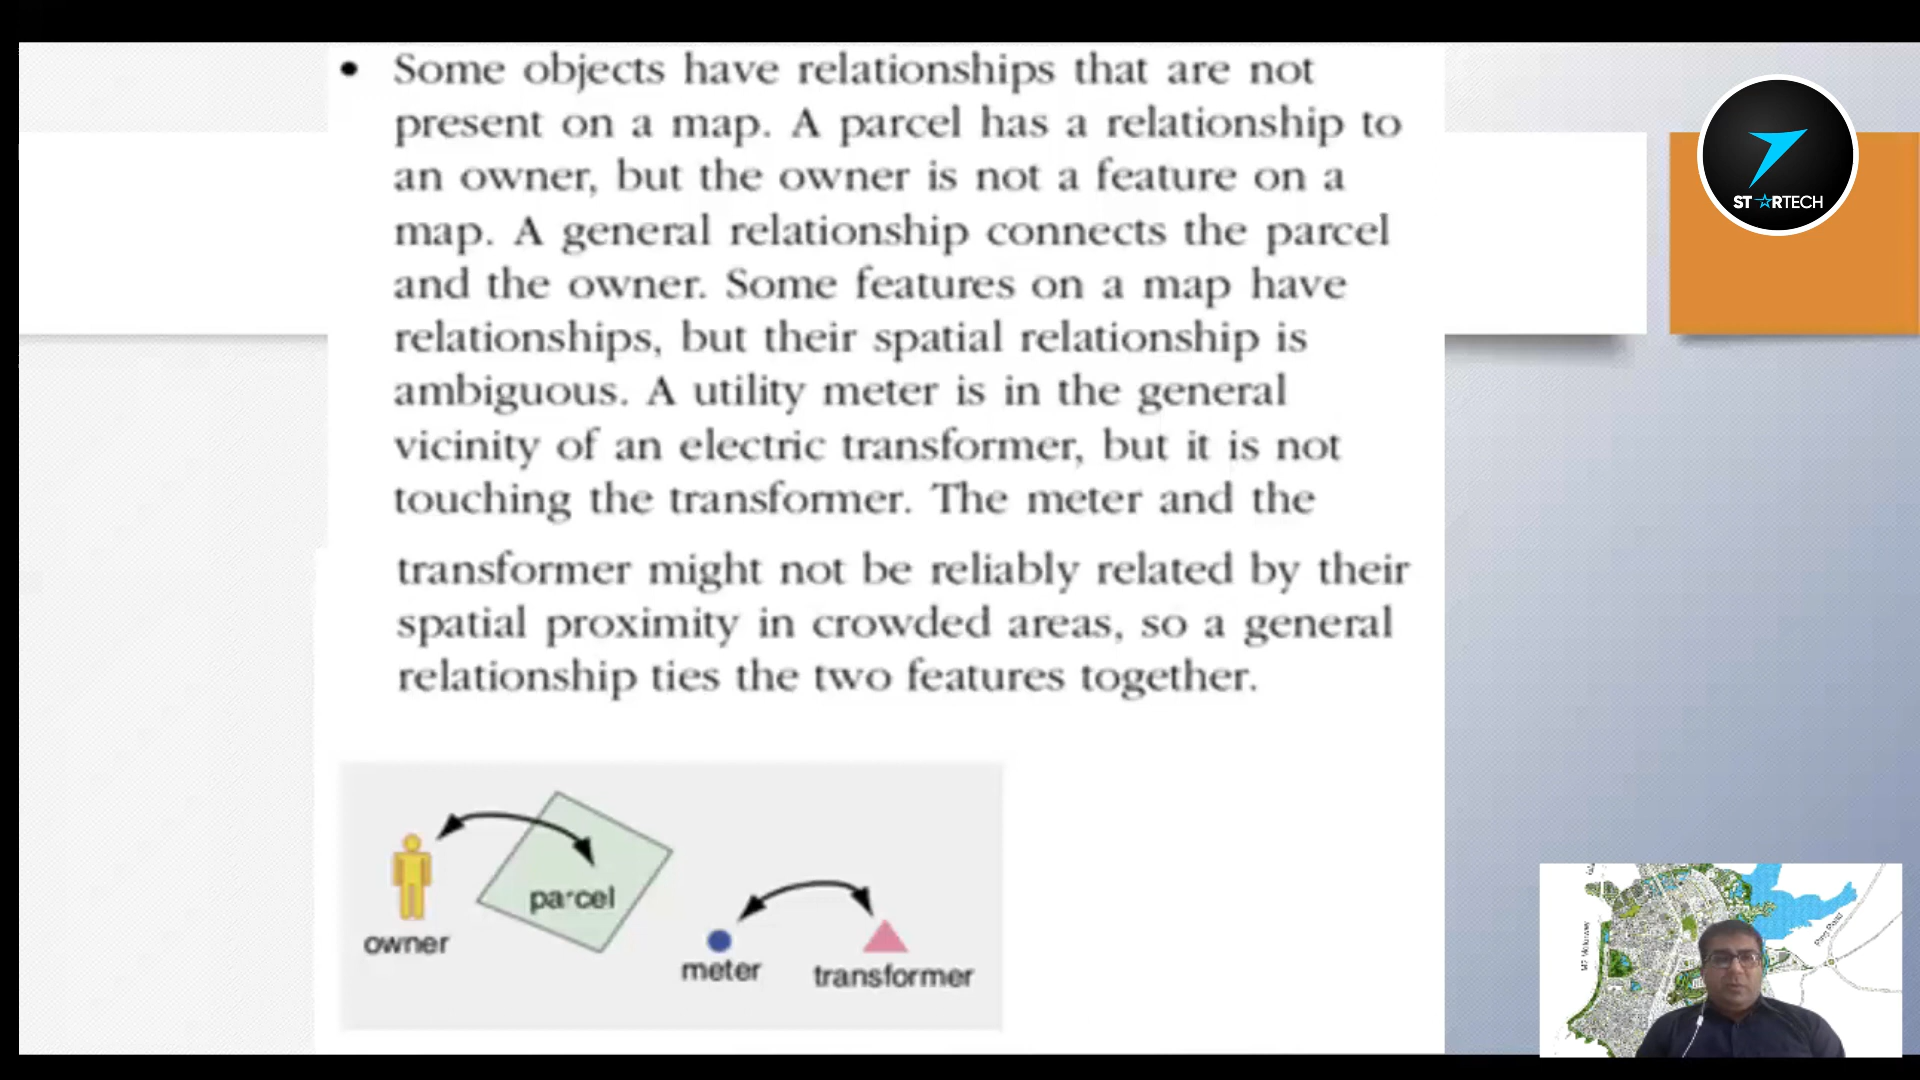 • Some objects have relationships that are not
present on a map. A parcel has a relationship to
an owner, but the owner is not a feature on a
map. A general relationship connects the parcel
and the owner. Some features on a map have
relationships, but their spatial relationship is
ambiguous. A utility meter is in the general
vicinity of an electric transformer, but it is not
touching the transformer. The meter and the
transformer might not be reliably related by their
spatial proximity in crowded areas, so a general
relationship ties the two features together.
parcel
owner
meter
transformer
ST☆RTECH